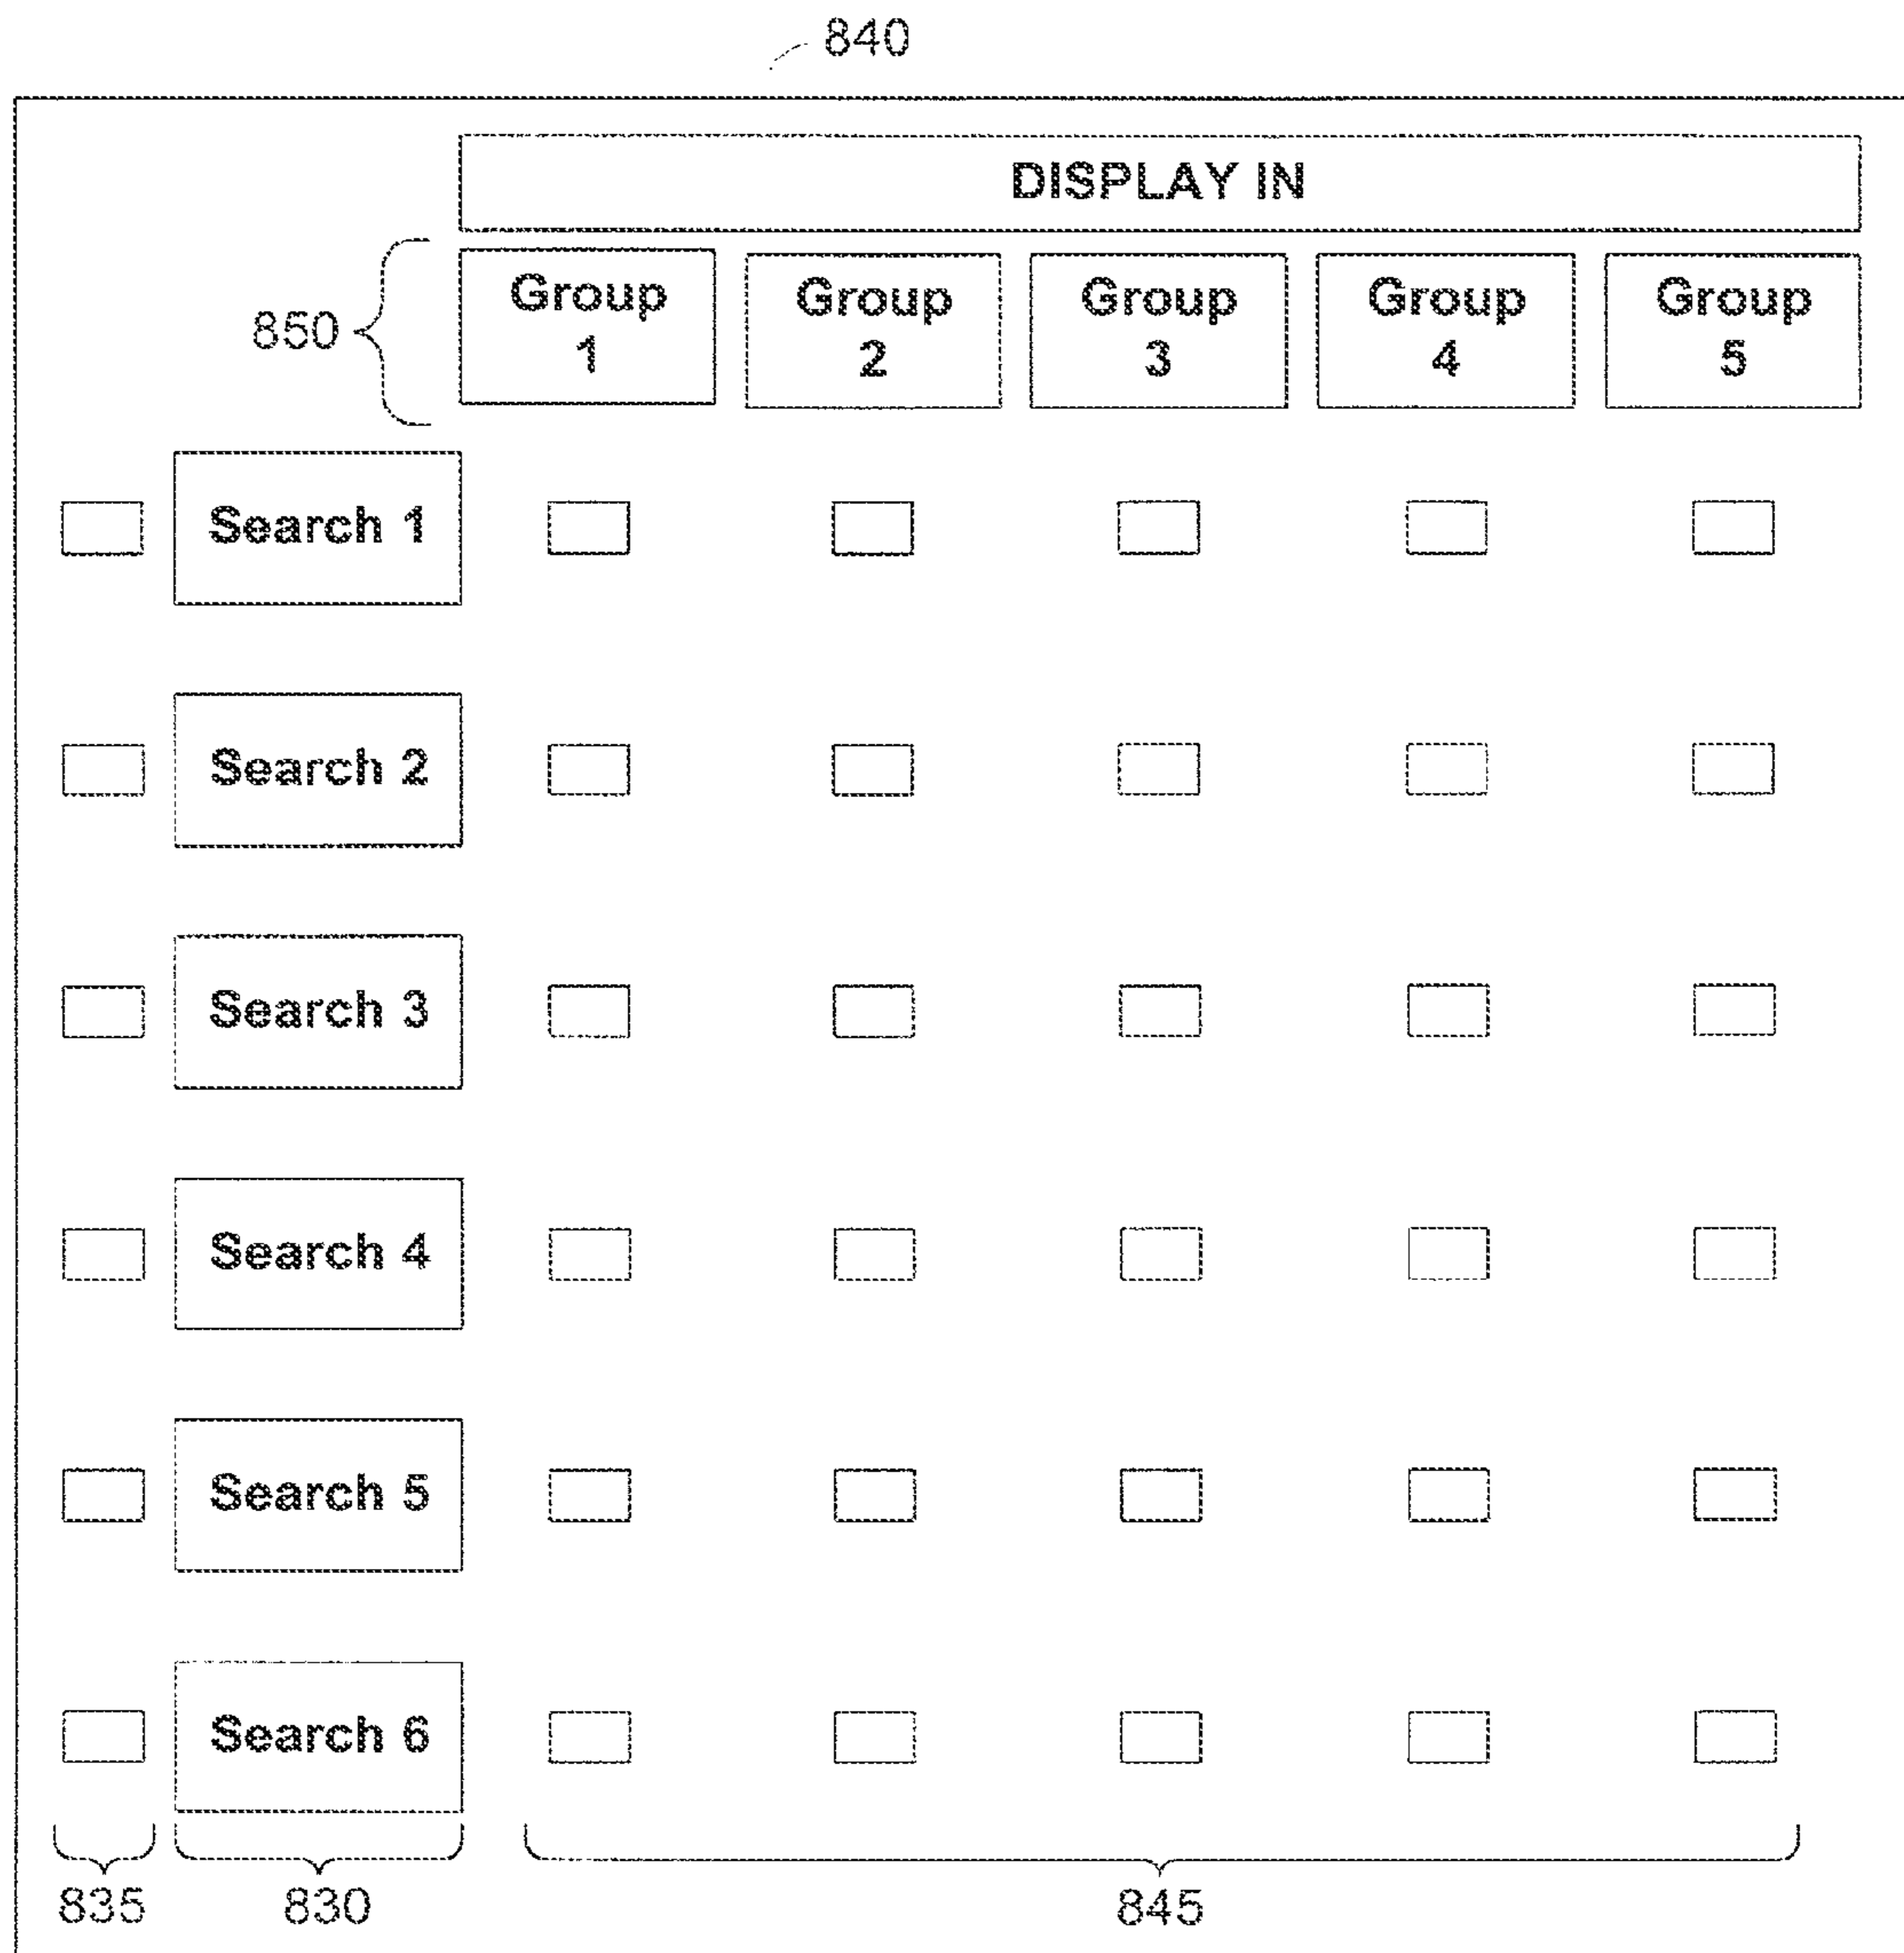 840
DISPLAY IN
850
Group
1
Group
2
Group
3
Group
4
Group
5
Search 1
Search 2
Search 3
Search 4
Search 5
Search 6
835
830
845